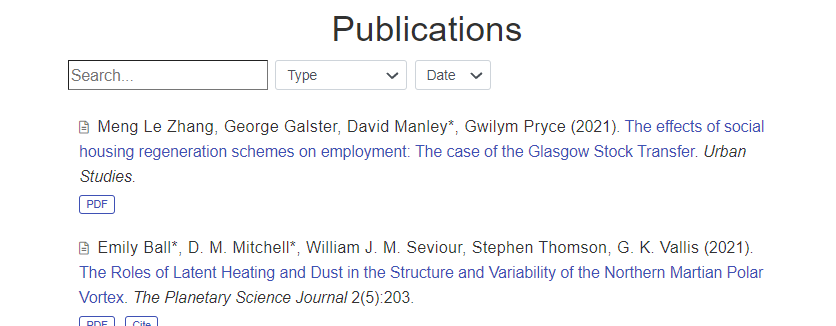 Publications
Search...
Type
Date
Meng Le Zhang, George Galster, David Manley*, Gwilym Pryce (2021). The effects of social
housing regeneration schemes on employment: The case of the Glasgow Stock Transfer. Urban
Studies.
PDF
Emily Ball*, D. M. Mitchell*, William J. M. Seviour, Stephen Thomson, G. K. Vallis (2021).
The Roles of Latent Heating and Dust in the Structure and Variability of the Northern Martian Polar
Vortex. The Planetary Science Journal 2(5):203.
PDF Cite